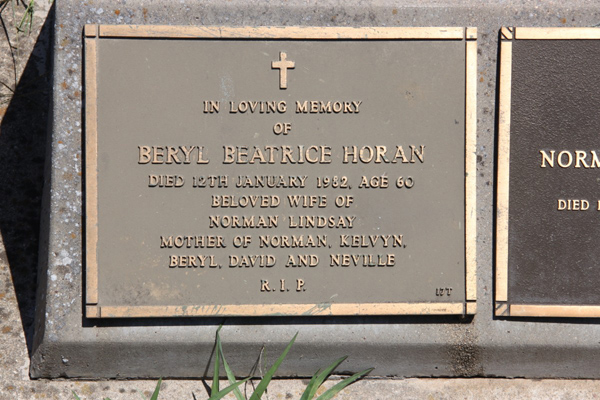 IN LOVING MEMORY
OF
BERYL BEATRICE HORAN
DIED 12TH JANUARY 1982, AGE 60
BELOVED WIFE OF
NORMAN LINDSAY
MOTHER OF NORMAN, KELVYN,
BERYL, DAVID AND NEVILLE
R. I. P.
17T
NORM
DIED